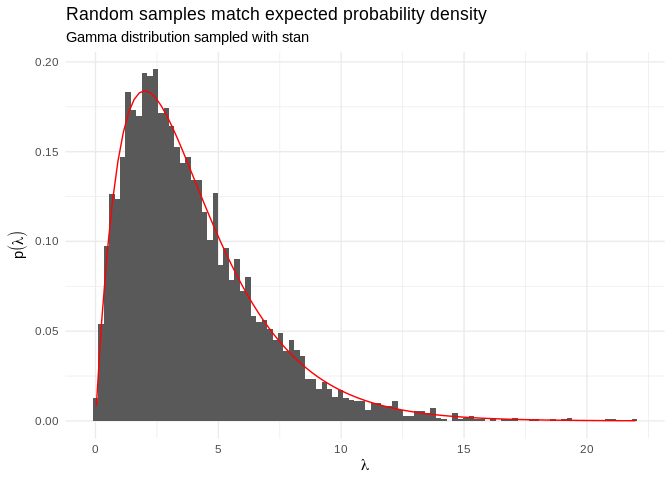 Random samples match expected probability density
Gamma distribution sampled with stan
0.20
0.15
0.10
0.05
0.00
p(λ)
0 5 10 15 20
λ